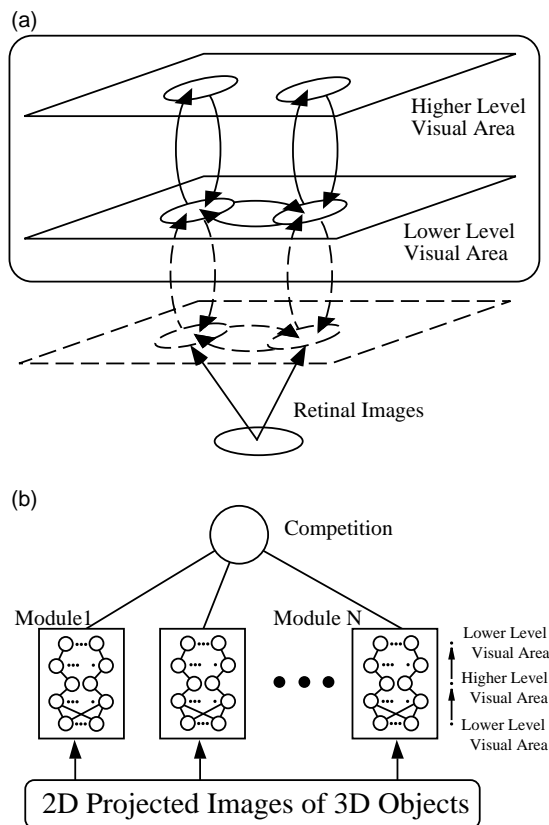 (a)
Higher Level
Visual Area
Lower Level
Visual Area
Retinal Images
(b)
Competition
Module1
Module N
Lower Level
Visual Area
Higher Level
Visual Area
Lower Level
Visual Area
2D Projected Images of 3D Objects